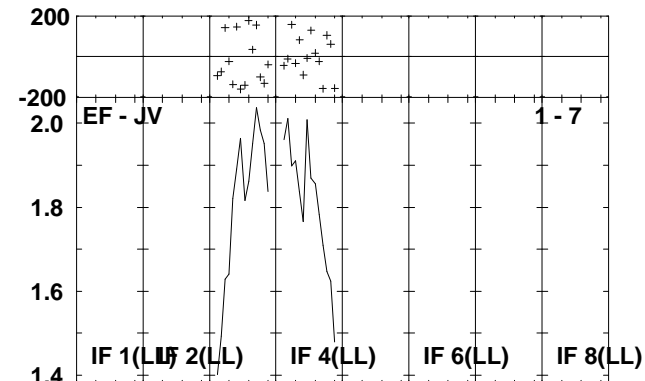 200
-200
2.0
EF - JV
1 - 7
1.8
1.6
1.4
IF 1(LL)
IF 2(LL)
IF 4(LL)
IF 6(LL)
IF 8(LL)